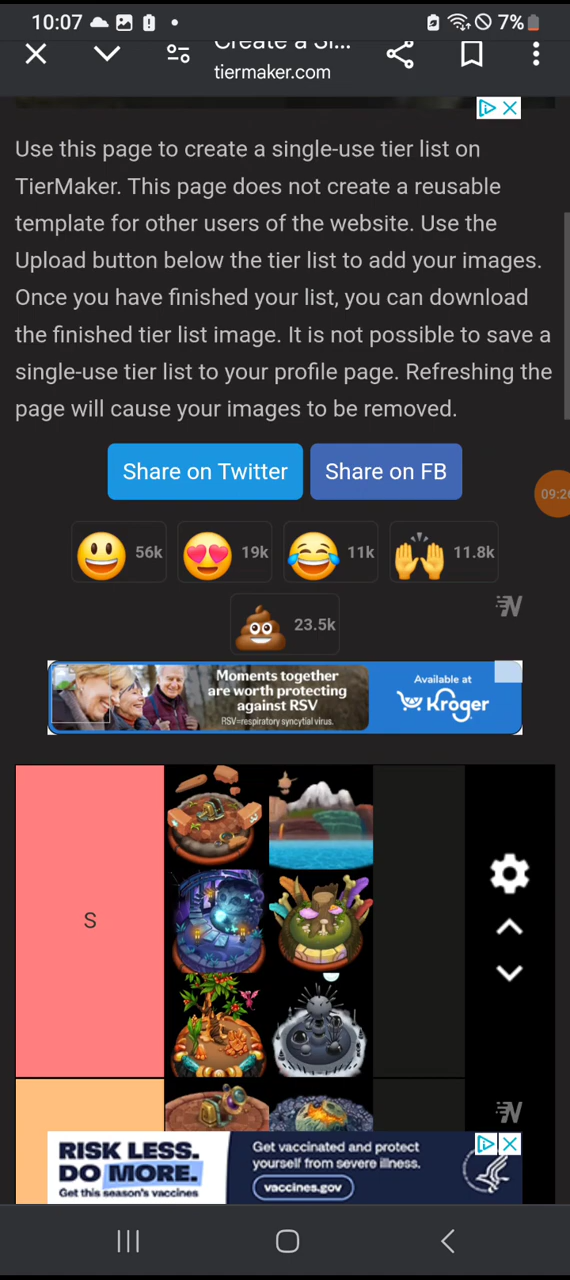 10:07
7%
Create a Si...
tiermaker.com
Use this page to create a single-use tier list on
TierMaker. This page does not create a reusable
template for other users of the website. Use the
Upload button below the tier list to add your images.
Once you have finished your list, you can download
the finished tier list image. It is not possible to save a
single-use tier list to your profile page. Refreshing the
page will cause your images to be removed.
Share on Twitter
Share on FB
09:20
56k
19k
11k
11.8k
23.5k
N
Moments together
are worth protecting
against RSV
RSV=respiratory syncytial virus.
Available at
Kroger
S
N
RISK LESS.
DO MORE.
Get this season's vaccines
Get vaccinated and protect
yourself from severe illness.
vaccines.gov